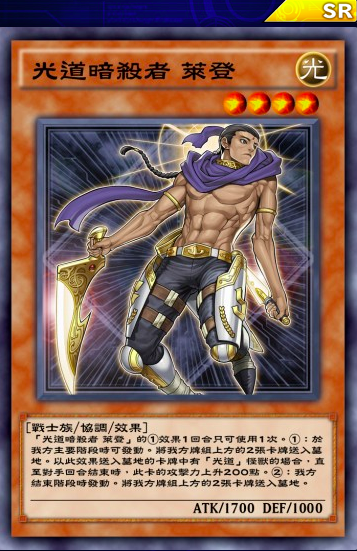 SR
光道暗殺者 萊登
光
[戰士族/協調/效果]
「光道暗殺者 萊登」的①效果1回合只可使用1次。①：於
我方主要階段時可發動。將我方牌組上方的2張卡牌送入墓
地。以此效果送入墓地的卡牌中有「光道」怪獸的場合，直
至對手回合結束時，此卡的攻擊力上升200點。②：我方
結束階段時發動。將我方牌組上方的2張卡牌送入墓地。
ATK/1700 DEF/1000